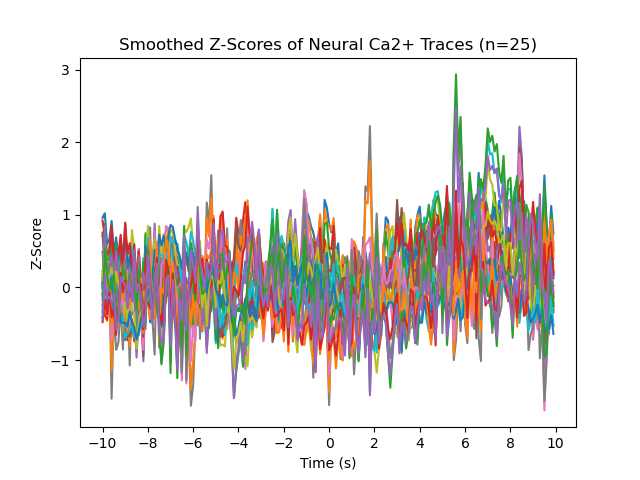 Smoothed Z-Scores of Neural Ca2+ Traces (n=25)
3
2
1
0
−1
Z-Score
−10 −8 −6 −4 −2 0 2 4 6 8 10
Time (s)